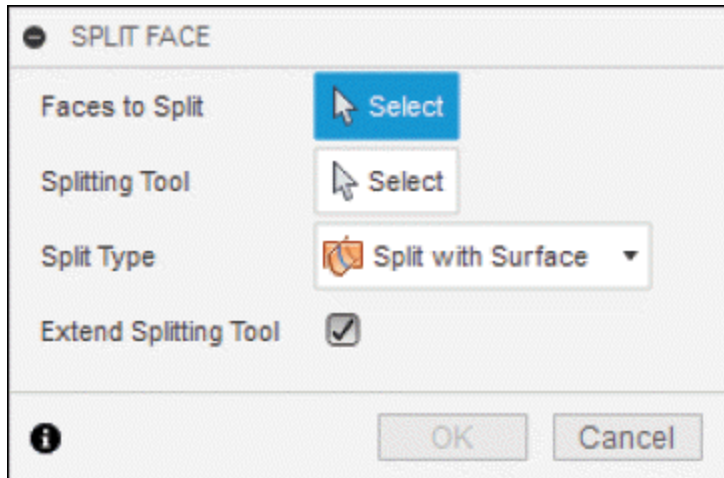 SPLIT FACE
Faces to Split Select
Splitting Tool Select
Split Type Split with Surface
Extend Splitting Tool
OK Cancel